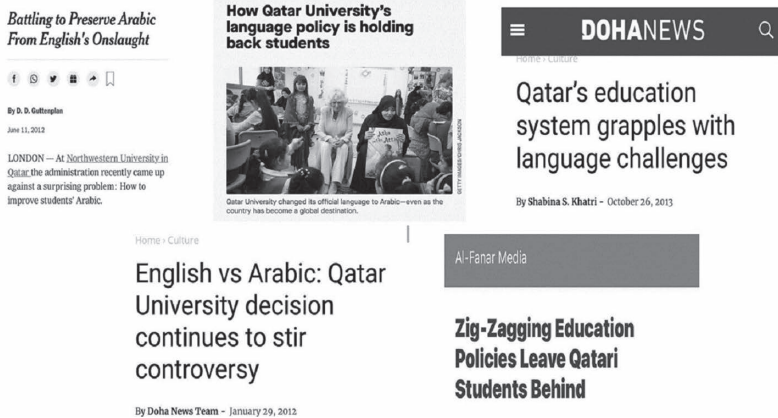 Battling to Preserve Arabic
From English's Onslaught
By D. D. Guttenplan
June 11, 2012
LONDON — At Northwestern University in
Qatar the administration recently came up
against a surprising problem: How to
improve students' Arabic.
How Qatar University's
language policy is holding
back students
GETTY IMAGES/CHRIS JACKSON
Qatar University changed its official language to Arabic—even as the
country has become a global destination.
DOHANEWS
Home › Culture
Qatar's education
system grapples with
language challenges
By Shabina S. Khatri - October 26, 2013
Home › Culture
English vs Arabic: Qatar
University decision
continues to stir
controversy
By Doha News Team - January 29, 2012
Al-Fanar Media
Zig-Zagging Education
Policies Leave Qatari
Students Behind